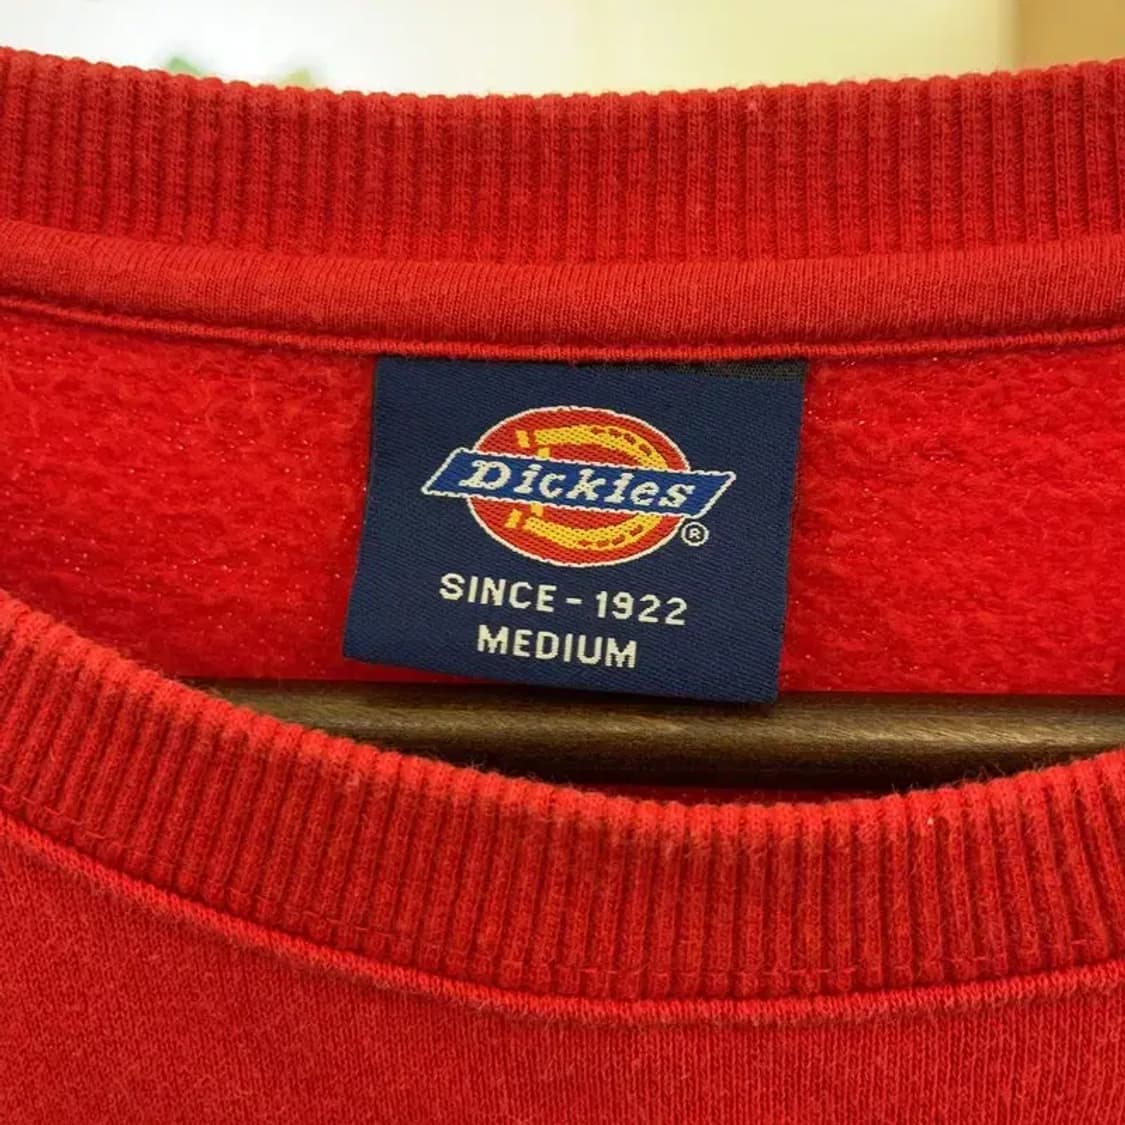 Dickies
®
SINCE - 1922
MEDIUM